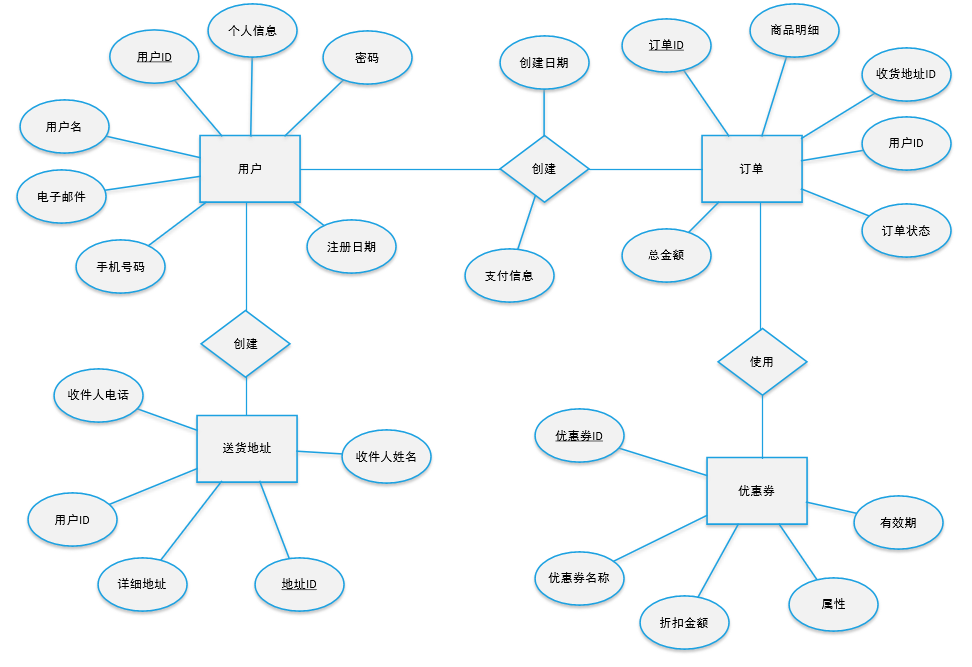 个人信息
用户ID
密码
用户名
用户
电子邮件
手机号码
注册日期
创建日期
创建
支付信息
订单ID
商品明细
收货地址ID
用户ID
订单
订单状态
总金额
创建
收件人电话
送货地址
收件人姓名
用户ID
详细地址
地址ID
使用
优惠券ID
优惠券
有效期
优惠券名称
折扣金额
属性